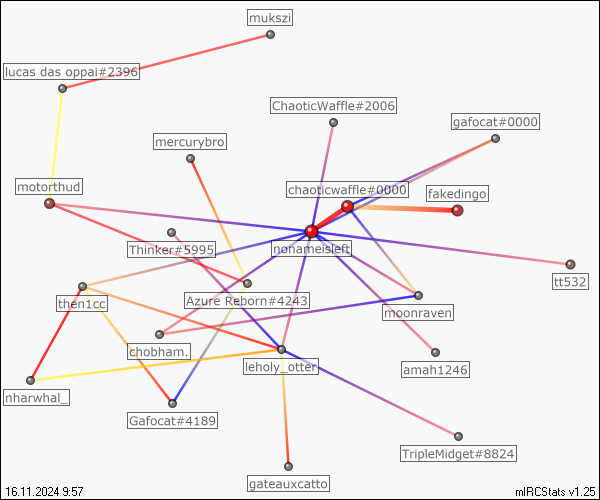 mukszi
lucas das oppai#2396
ChaoticWaffle#2006
gafocat#0000
mercurybro
motorthud
chaoticwaffle#0000
fakedingo
Thinker#5995
nonameisleft
tt532
then1cc
Azure Reborn#4243
moonraven
chobham.
leholy_otter
amah1246
nharwhal_
Gafocat#4189
TripleMidget#8824
gateauxcatto
16.11.2024 9:57
mIRCStats v1.25